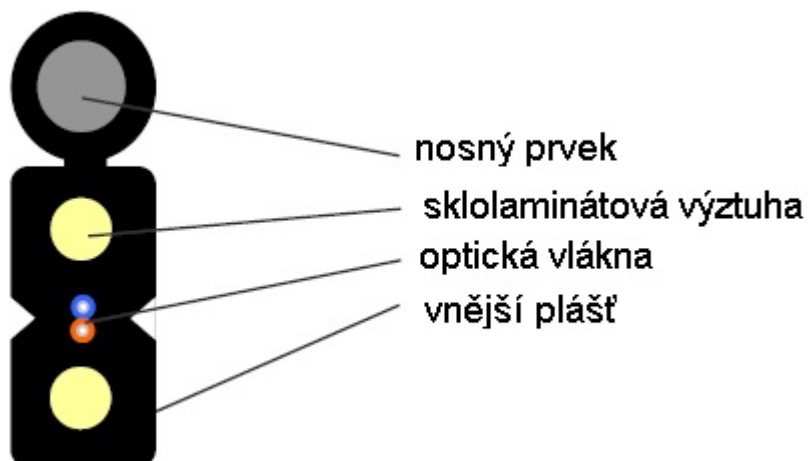 nosný prvek
sklolaminátová výztuha
optická vlákna
vnější plášť